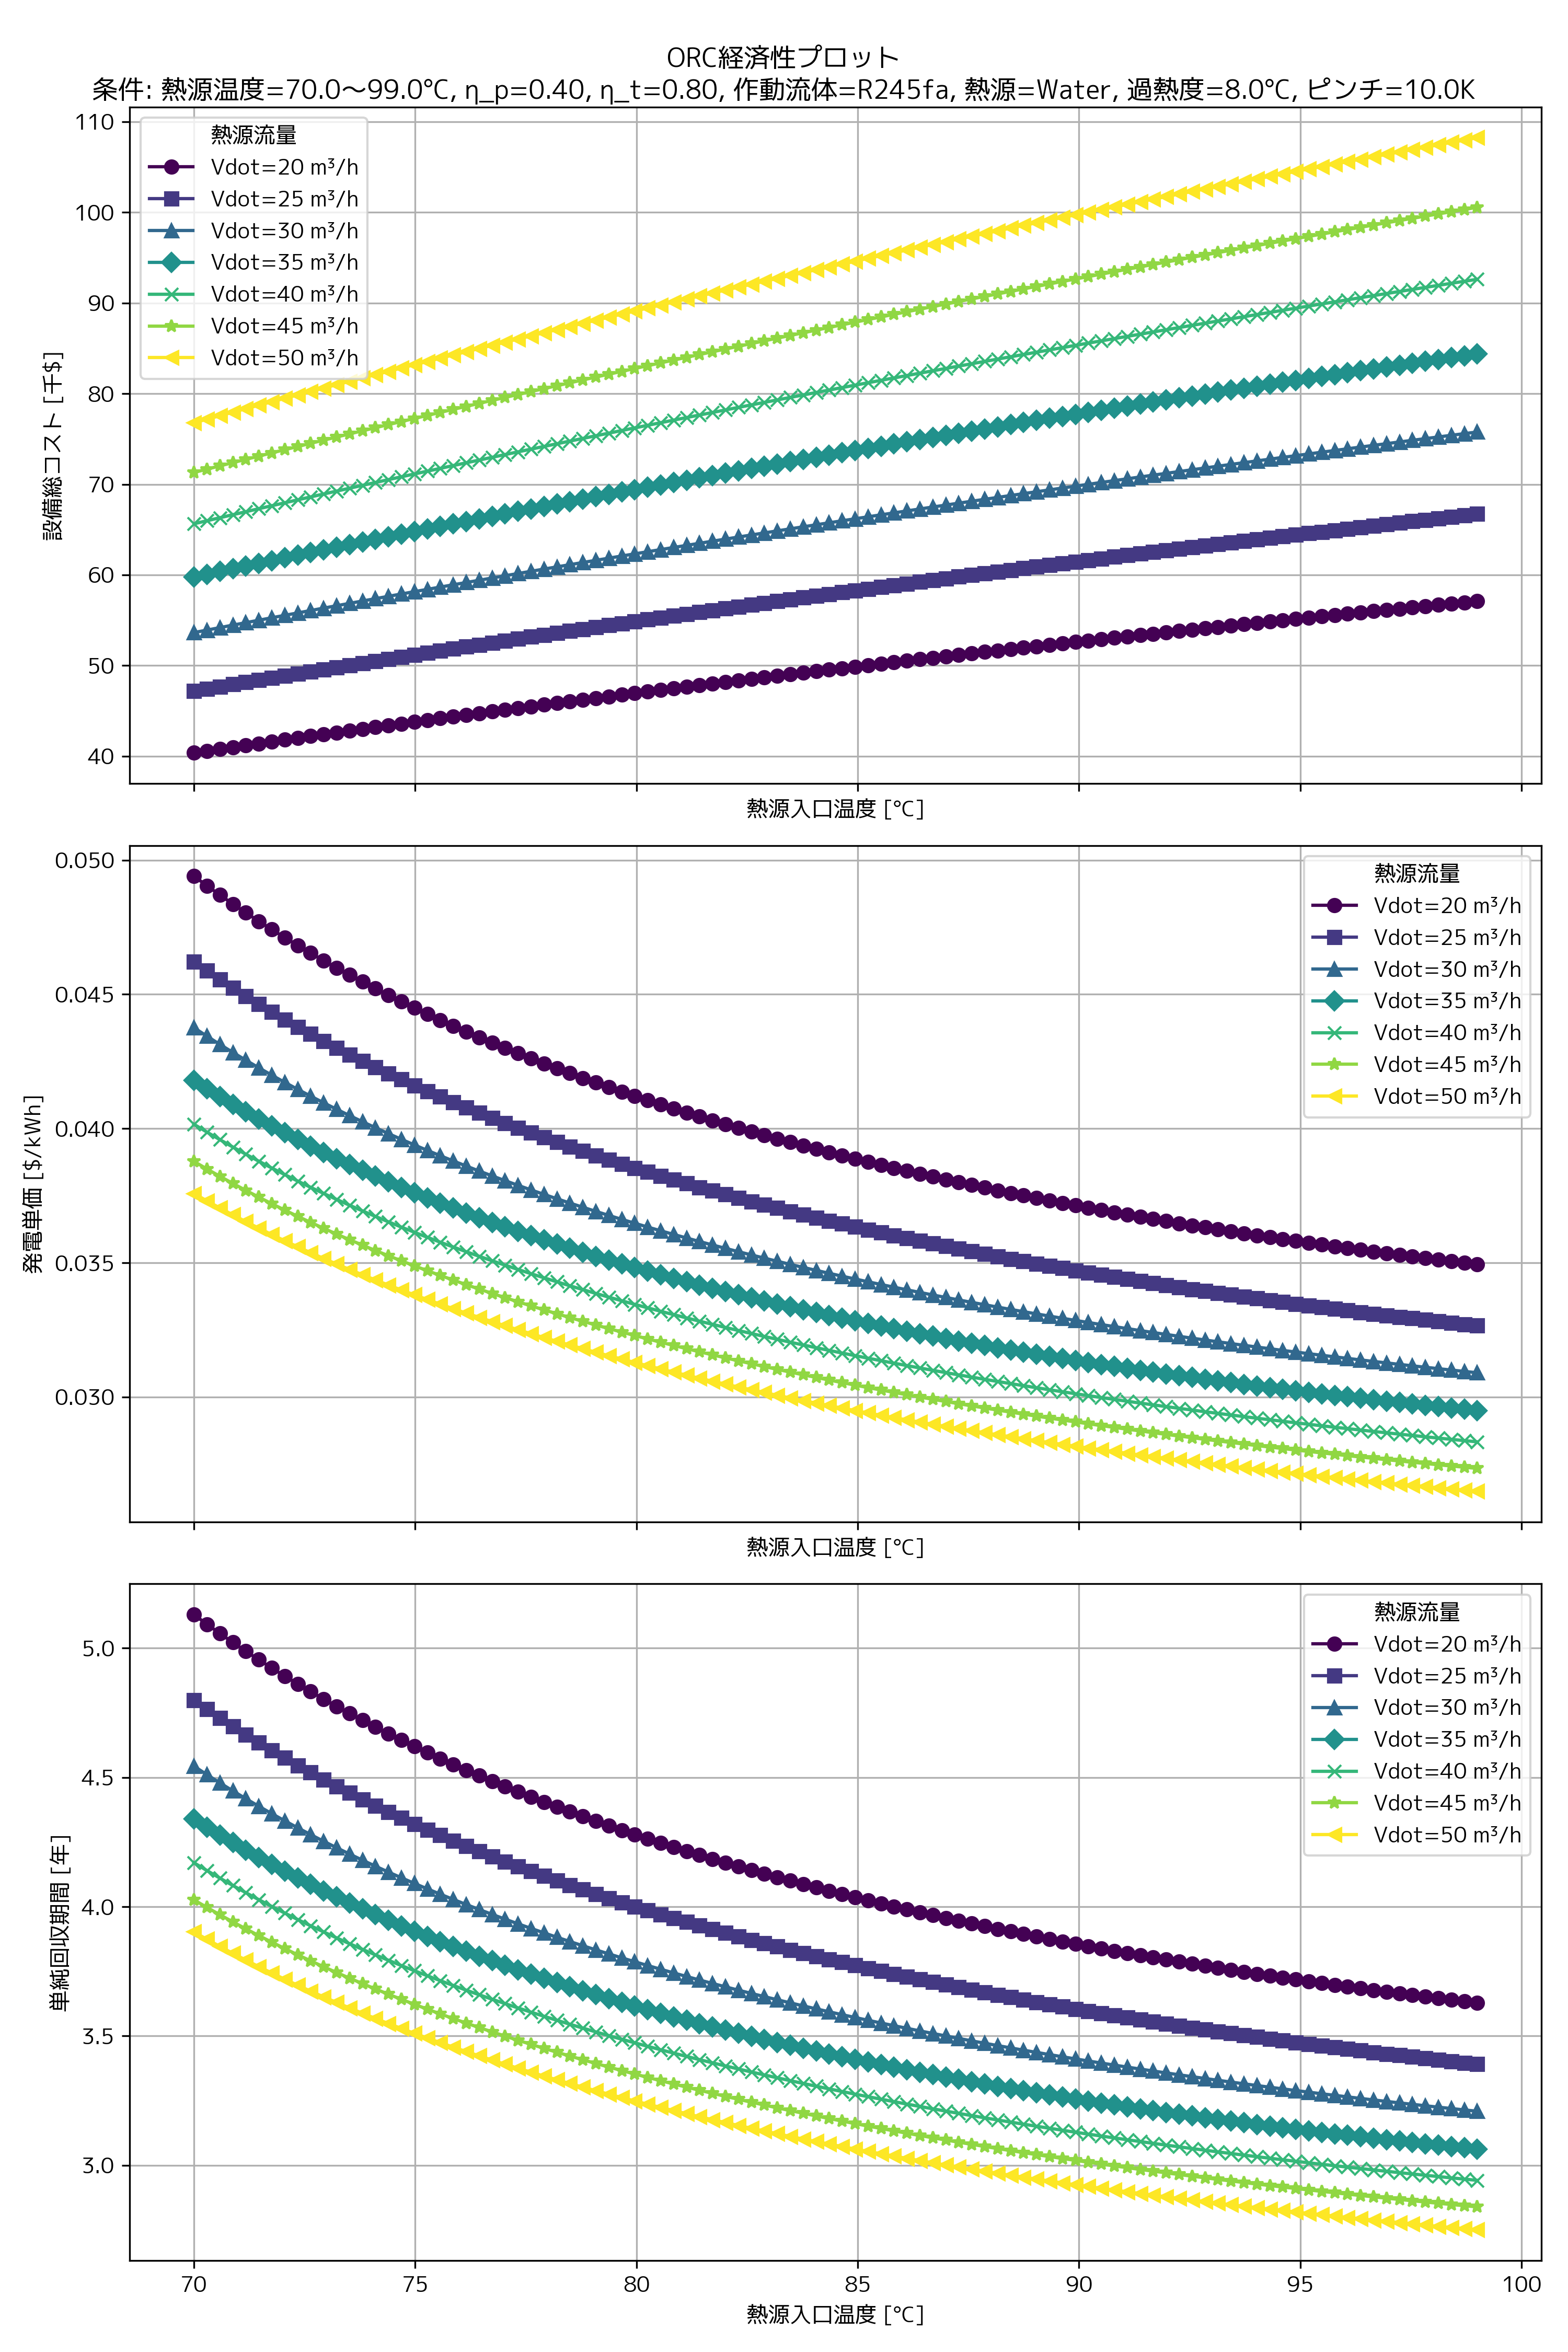 ORC経済性プロット
条件: 熱源温度=70.0～99.0℃, η_p=0.40, η_t=0.80, 作動流体=R245fa, 熱源=Water, 過熱度=8.0℃, ピンチ=10.0K
設備総コスト [千$]
110
100
90
80
70
60
50
40
熱源流量
Vdot=20 m³/h
Vdot=25 m³/h
Vdot=30 m³/h
Vdot=35 m³/h
Vdot=40 m³/h
Vdot=45 m³/h
Vdot=50 m³/h
熱源入口温度 [℃]
発電単価 [$/kWh]
0.050
0.045
0.040
0.035
0.030
熱源流量
Vdot=20 m³/h
Vdot=25 m³/h
Vdot=30 m³/h
Vdot=35 m³/h
Vdot=40 m³/h
Vdot=45 m³/h
Vdot=50 m³/h
熱源入口温度 [℃]
単純回収期間 [年]
5.0
4.5
4.0
3.5
3.0
熱源流量
Vdot=20 m³/h
Vdot=25 m³/h
Vdot=30 m³/h
Vdot=35 m³/h
Vdot=40 m³/h
Vdot=45 m³/h
Vdot=50 m³/h
70 75 80 85 90 95 100
熱源入口温度 [℃]